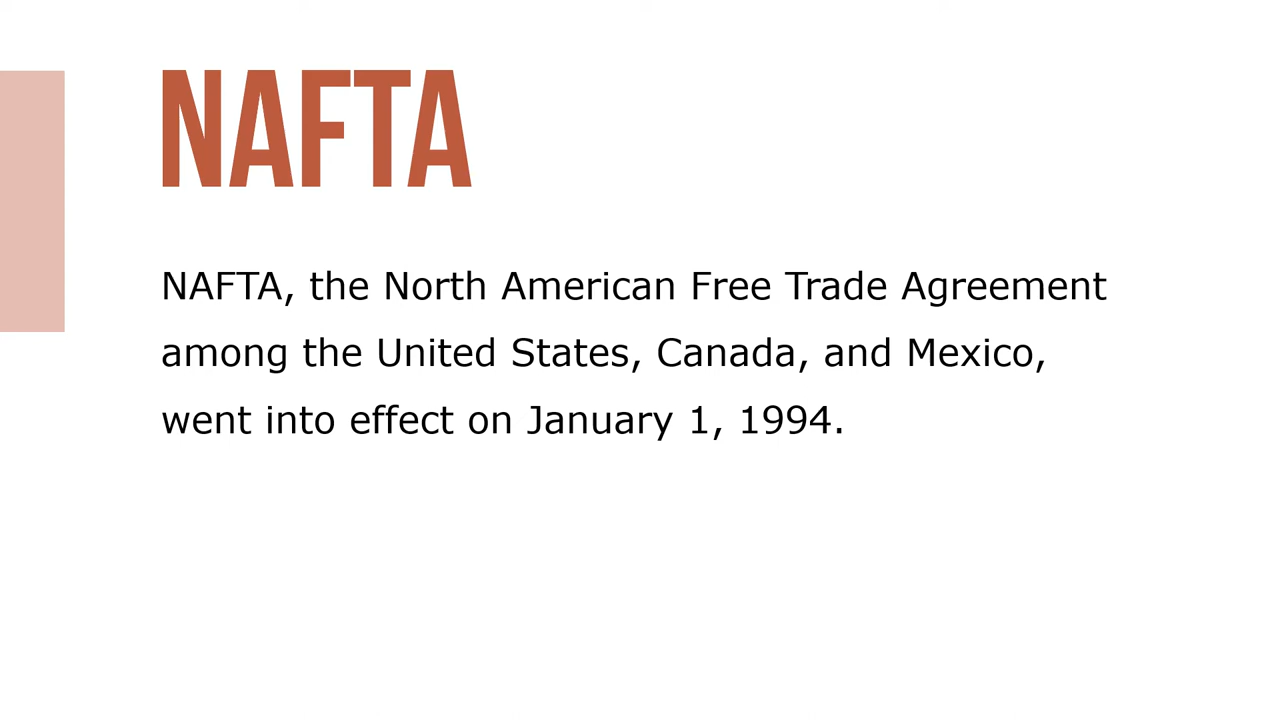 NAFTA
NAFTA, the North American Free Trade Agreement
among the United States, Canada, and Mexico,
went into effect on January 1, 1994.